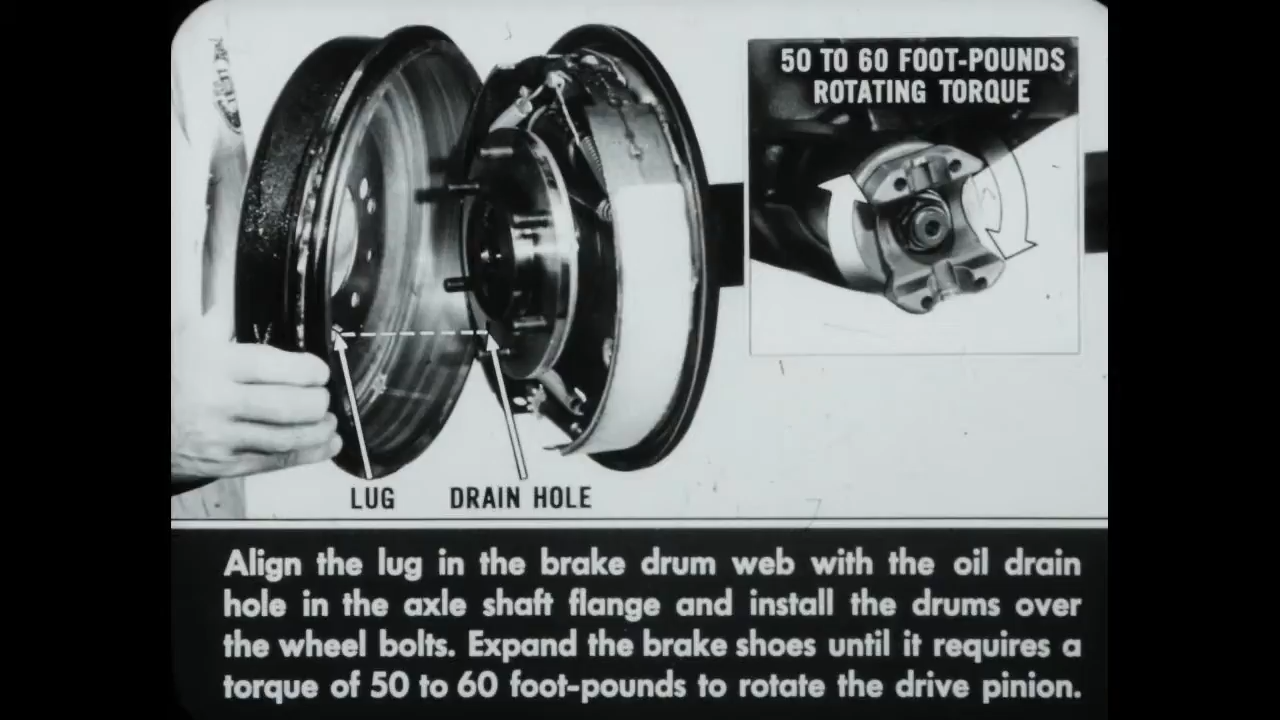 50 TO 60 FOOT-POUNDS
ROTATING TORQUE
LUG
DRAIN HOLE
Align the lug in the brake drum web with the oil drain
hole in the axle shaft flange and install the drums over
the wheel bolts. Expand the brake shoes until it requires a
torque of 50 to 60 foot-pounds to rotate the drive pinion.